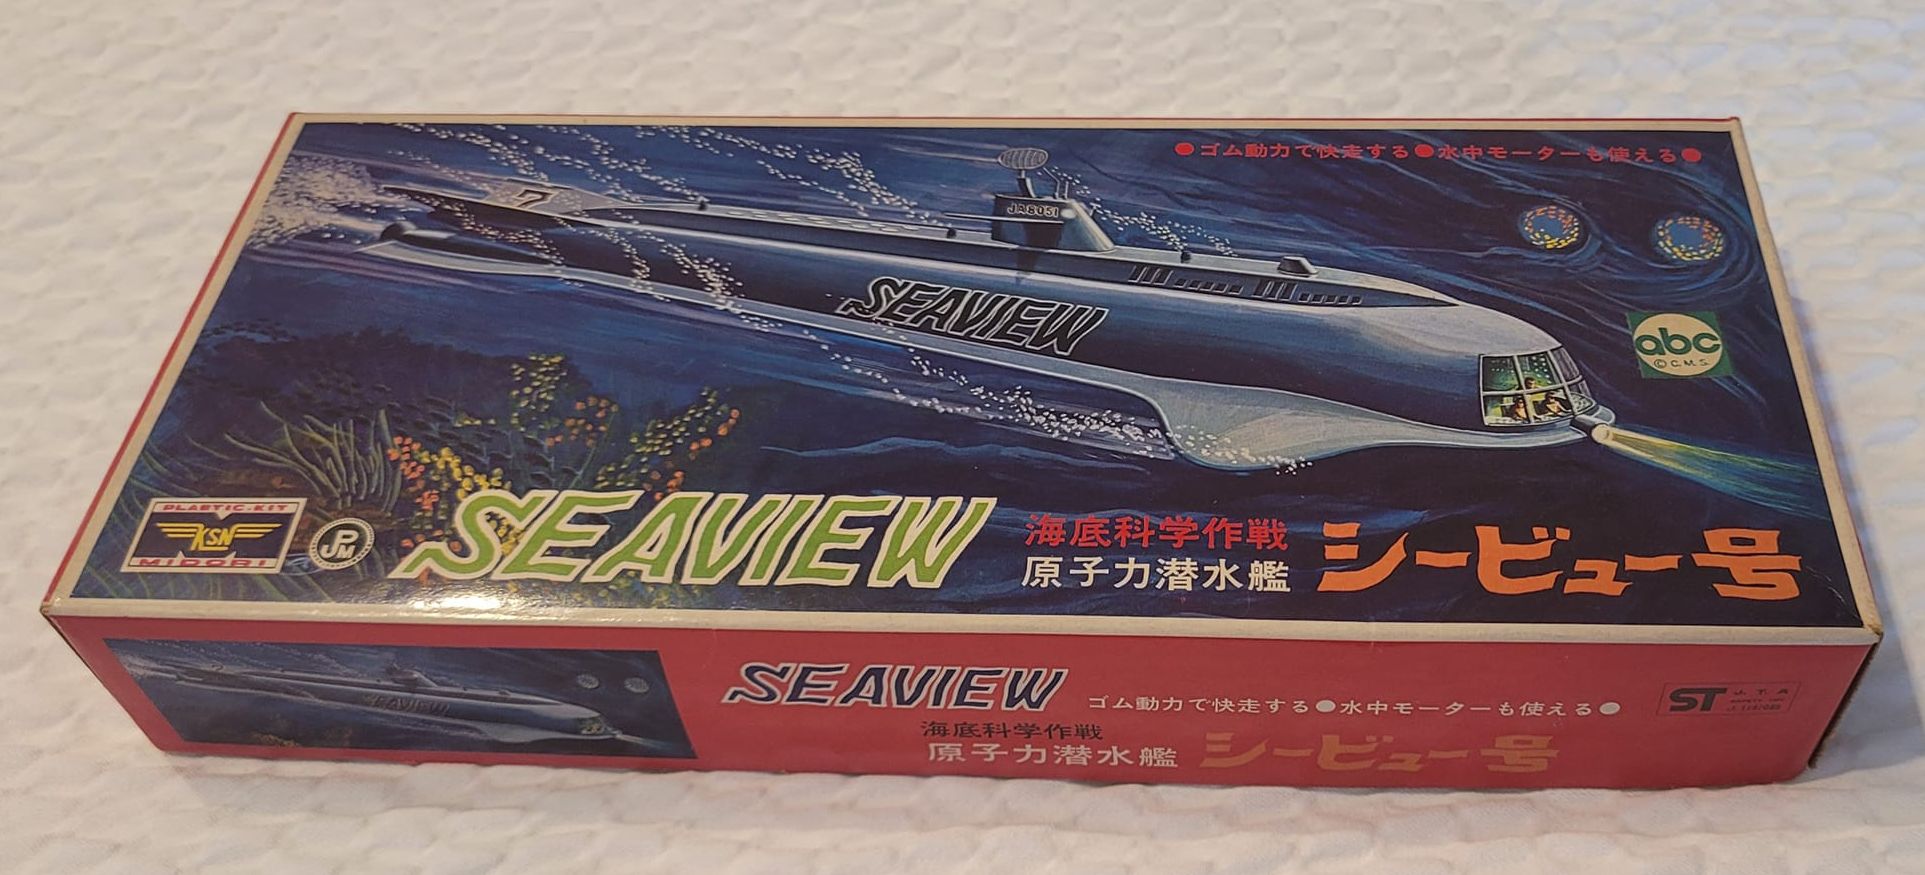 ●ゴム動力で快走する●水中モーターも使える●
7
JA8051
SEAVIEW
abc
©C.M.S.
PLASTIC-KIT
KSN
MIDORI
JPM
SEAVIEW
海底科学作戦
原子力潜水艦
シービュー号
SEAVIEW
SEAVIEW
ゴム動力で快走する●水中モーターも使える●
海底科学作戦
原子力潜水艦
シービュー号
ST
J.T.A